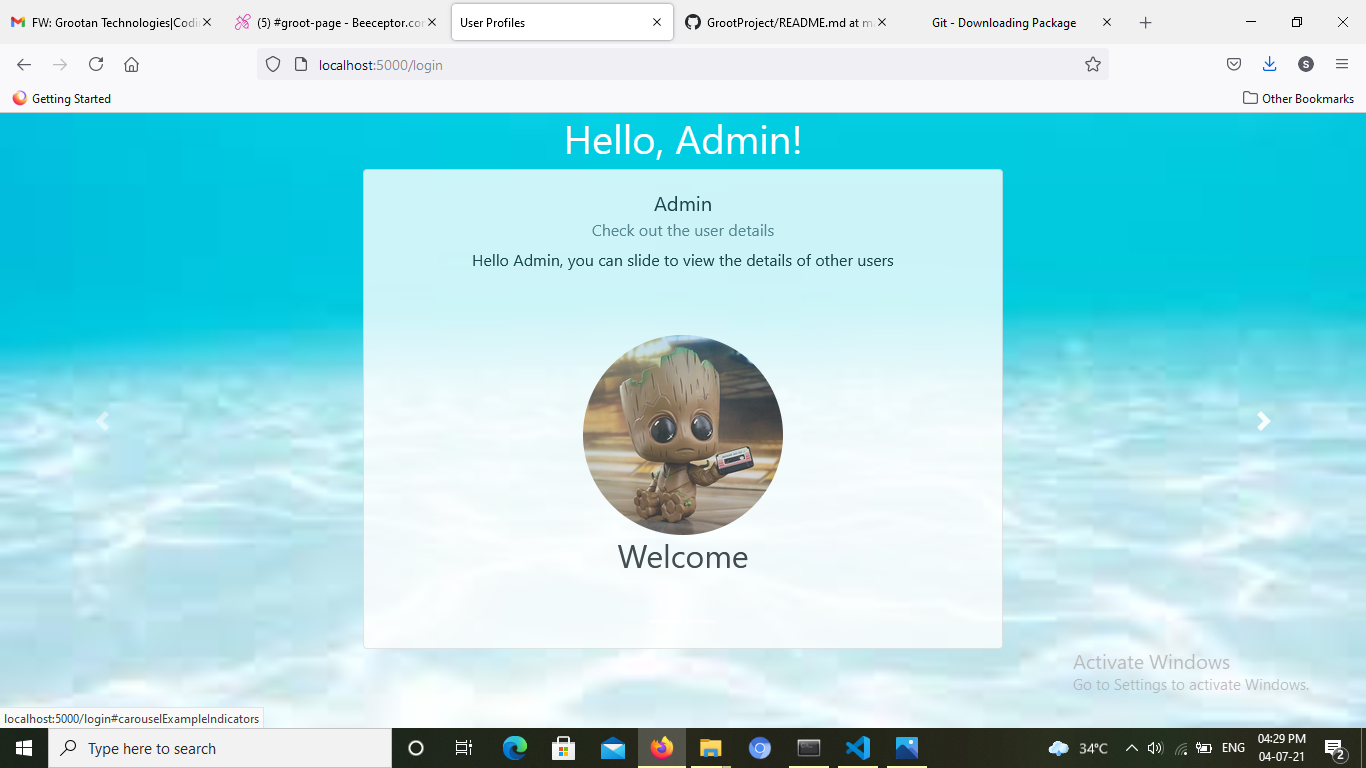 FW: Grootan Technologies|Codi
(5) #groot-page - Beeceptor.co
User Profiles
GrootProject/README.md at m
Git - Downloading Package
localhost:5000/login
S
Getting Started
Other Bookmarks
Hello, Admin!
Admin
Check out the user details
Hello Admin, you can slide to view the details of other users
Welcome
Activate Windows
Go to Settings to activate Windows.
localhost:5000/login#carouselExampleIndicators
Type here to search
34°C
ENG
04:29 PM
04-07-21
2